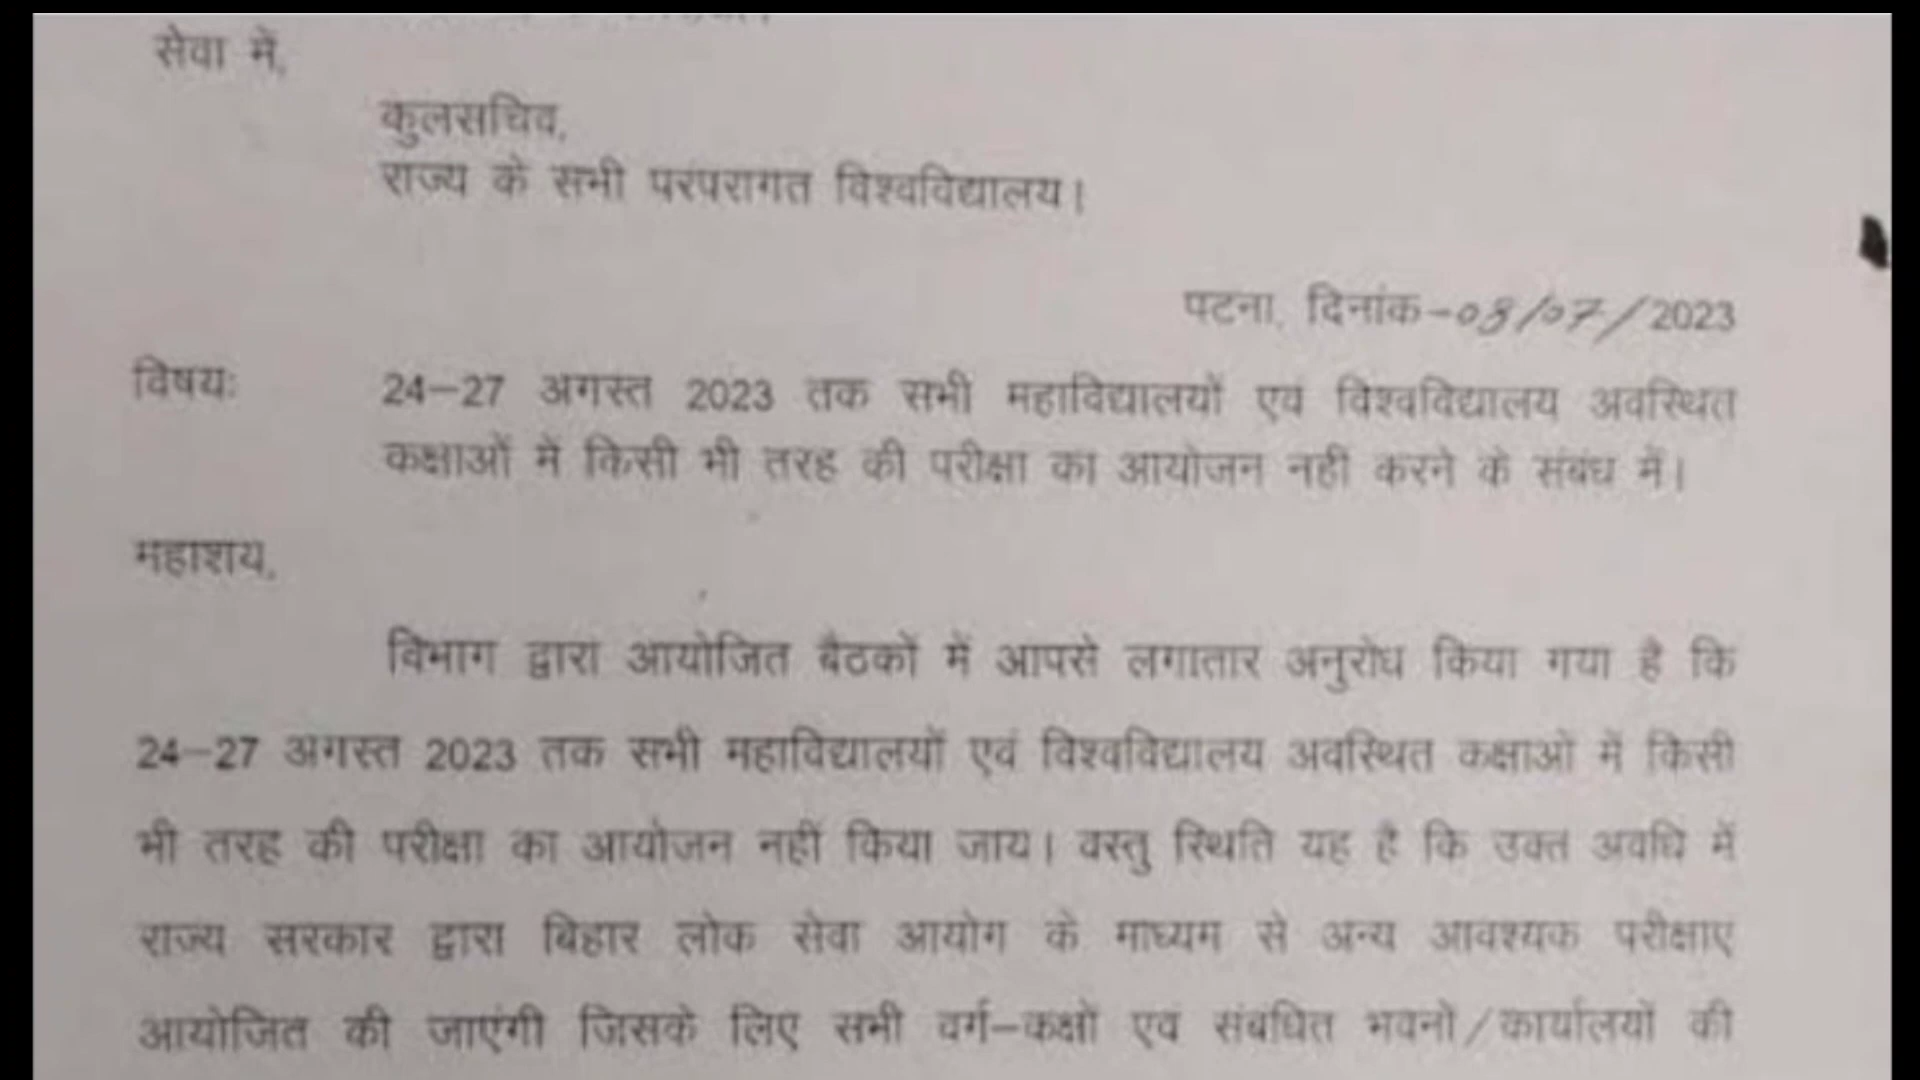 सेवा में,
कुलसचिव,
राज्य के सभी परंपरागत विश्वविद्यालय।
पटना, दिनांक-03/07/2023
विषय:
24-27 अगस्त 2023 तक सभी महाविद्यालयों एवं विश्वविद्यालय अवस्थित
कक्षाओं में किसी भी तरह की परीक्षा का आयोजन नहीं करने के संबंध में।
महाशय,
विभाग द्वारा आयोजित बैठकों में आपसे लगातार अनुरोध किया गया है कि
24-27 अगस्त 2023 तक सभी महाविद्यालयों एवं विश्वविद्यालय अवस्थित कक्षाओं में किसी
भी तरह की परीक्षा का आयोजन नहीं किया जाय। वस्तु स्थिति यह है कि उक्त अवधि में
राज्य सरकार द्वारा बिहार लोक सेवा आयोग के माध्यम से अन्य आवश्यक परीक्षाएं
आयोजित की जाएंगी जिसके लिए सभी वर्ग-कक्षों एवं संबंधित भवनों/कार्यालयों की